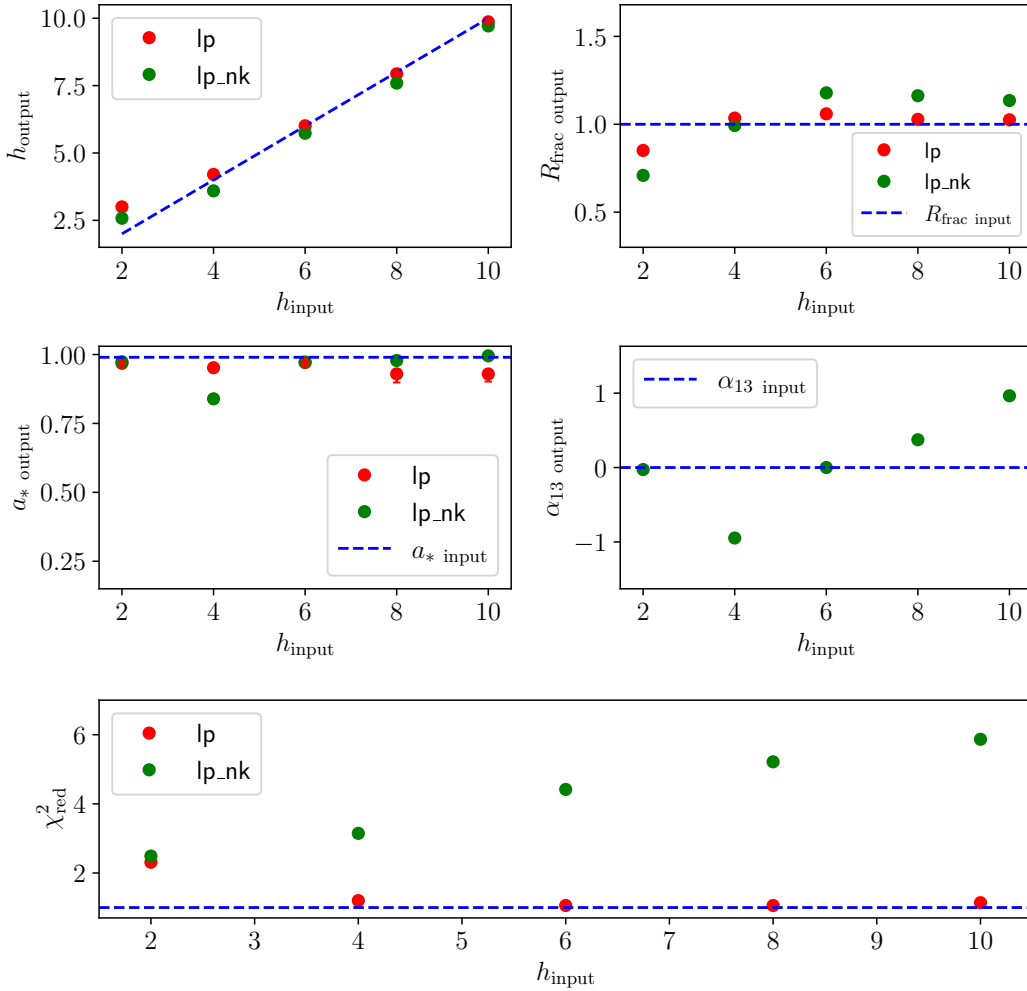 10.0
7.5
5.0
2.5
h_output
lp
lp_nk
2 4 6 8 10
h_input
1.5
1.0
0.5
R_frac output
lp
lp_nk
R_frac input
2 4 6 8 10
h_input
1.00
0.75
0.50
0.25
a_* output
lp
lp_nk
a_* input
2 4 6 8 10
h_input
1
0
−1
α_13 output
α_13 input
2 4 6 8 10
h_input
6
4
2
χ²_red
lp
lp_nk
2 3 4 5 6 7 8 9 10
h_input